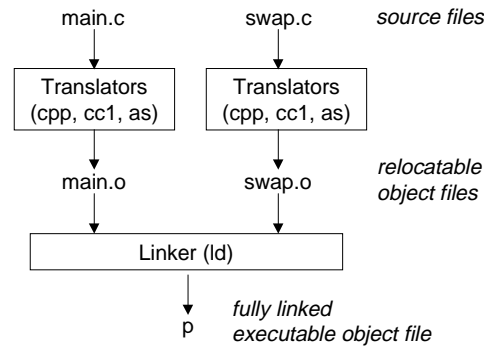 main.c swap.c source files
Translators Translators
(cpp, cc1, as) (cpp, cc1, as)
main.o swap.o relocatable
object files
Linker (ld)
fully linked
p executable object file